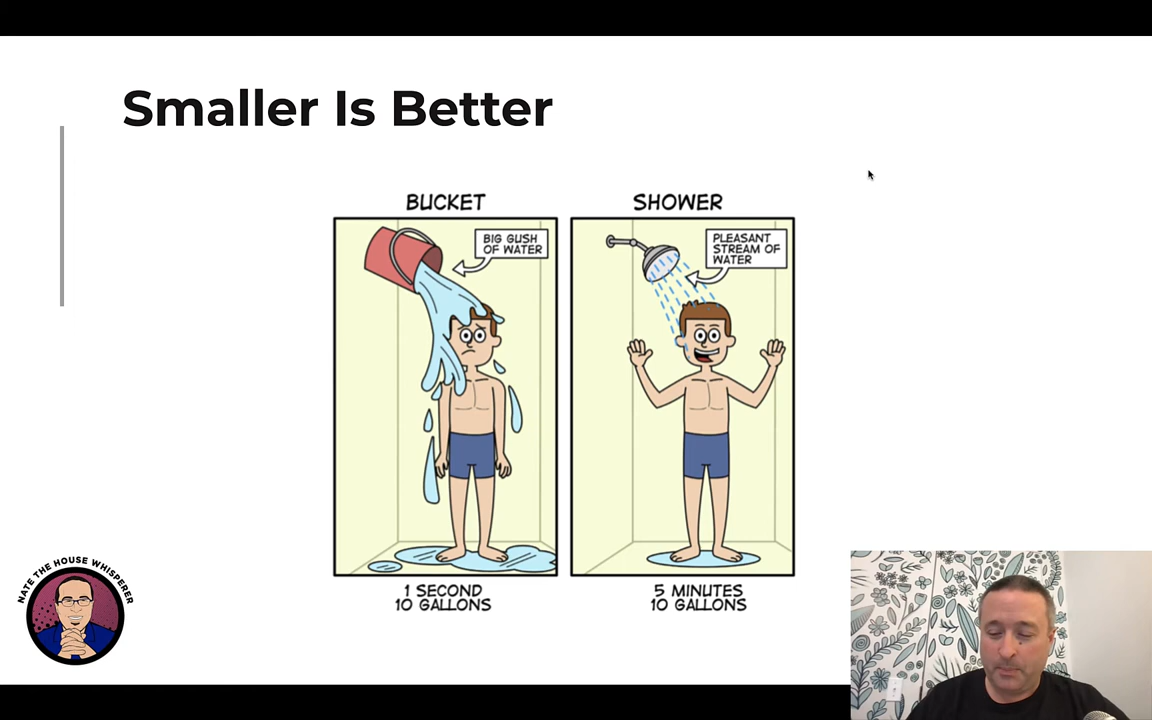 Smaller Is Better
BUCKET
BIG GUSH
OF WATER
1 SECOND
10 GALLONS
SHOWER
PLEASANT
STREAM OF
WATER
5 MINUTES
10 GALLONS
NATE THE HOUSE WHISPERER